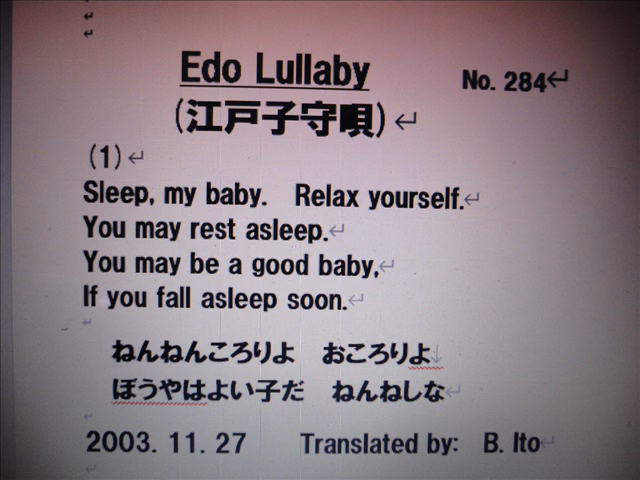 Edo Lullaby No. 284
(江戸子守唄)
(1)
Sleep, my baby. Relax yourself.
You may rest asleep.
You may be a good baby,
If you fall asleep soon.
ねんねんころりよ おころりよ
ぼうやはよい子だ ねんねしな
2003. 11. 27 Translated by: B. Ito